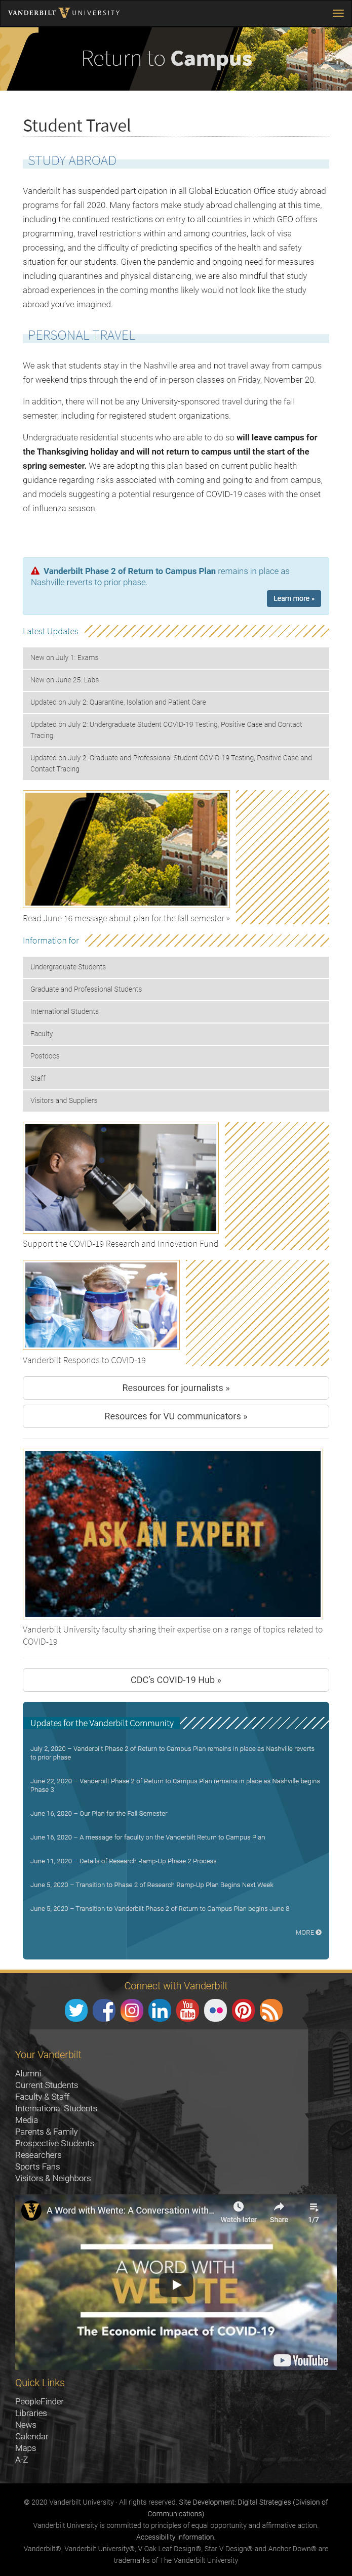 VANDERBILT V UNIVERSITY
Return to Campus
Student Travel
STUDY ABROAD
Vanderbilt has suspended participation in all Global Education Office study abroad
programs for fall 2020. Many factors make study abroad challenging at this time,
including the continued restrictions on entry to all countries in which GEO offers
programming, travel restrictions within and among countries, lack of visa
processing, and the difficulty of predicting specifics of the health and safety
situation for our students. Given the pandemic and ongoing need for measures
including quarantines and physical distancing, we are also mindful that study
abroad experiences in the coming months likely would not look like the study
abroad you've imagined.
PERSONAL TRAVEL
We ask that students stay in the Nashville area and not travel away from campus
for weekend trips through the end of in-person classes on Friday, November 20.
In addition, there will not be any University-sponsored travel during the fall
semester, including for registered student organizations.
Undergraduate residential students who are able to do so will leave campus for
the Thanksgiving holiday and will not return to campus until the start of the
spring semester. We are adopting this plan based on current public health
guidance regarding risks associated with coming and going to and from campus,
and models suggesting a potential resurgence of COVID-19 cases with the onset
of influenza season.
Vanderbilt Phase 2 of Return to Campus Plan remains in place as
Nashville reverts to prior phase.
Learn more »
Latest Updates
New on July 1: Exams
New on June 25: Labs
Updated on July 2: Quarantine, Isolation and Patient Care
Updated on July 2: Undergraduate Student COVID-19 Testing, Positive Case and Contact
Tracing
Updated on July 2: Graduate and Professional Student COVID-19 Testing, Positive Case and
Contact Tracing
Read June 16 message about plan for the fall semester »
Information for
Undergraduate Students
Graduate and Professional Students
International Students
Faculty
Postdocs
Staff
Visitors and Suppliers
Support the COVID-19 Research and Innovation Fund
Vanderbilt Responds to COVID-19
Resources for journalists »
Resources for VU communicators »
ASK AN EXPERT
Vanderbilt University faculty sharing their expertise on a range of topics related to
COVID-19
CDC's COVID-19 Hub »
Updates for the Vanderbilt Community
July 2, 2020 – Vanderbilt Phase 2 of Return to Campus Plan remains in place as Nashville reverts
to prior phase
June 22, 2020 – Vanderbilt Phase 2 of Return to Campus Plan remains in place as Nashville begins
Phase 3
June 16, 2020 – Our Plan for the Fall Semester
June 16, 2020 – A message for faculty on the Vanderbilt Return to Campus Plan
June 11, 2020 – Details of Research Ramp-Up Phase 2 Process
June 5, 2020 – Transition to Phase 2 of Research Ramp-Up Plan Begins Next Week
June 5, 2020 – Transition to Vanderbilt Phase 2 of Return to Campus Plan begins June 8
MORE
Connect with Vanderbilt
You Tube
Your Vanderbilt
Alumni
Current Students
Faculty & Staff
International Students
Media
Parents & Family
Prospective Students
Researchers
Sports Fans
Visitors & Neighbors
A Word with Wente: A Conversation with...
Watch later
Share
1/7
A WORD WITH
WENTE
The Economic Impact of COVID-19
YouTube
Quick Links
PeopleFinder
Libraries
News
Calendar
Maps
A-Z
© 2020 Vanderbilt University · All rights reserved. Site Development: Digital Strategies (Division of
Communications)
Vanderbilt University is committed to principles of equal opportunity and affirmative action.
Accessibility information.
Vanderbilt®, Vanderbilt University®, V Oak Leaf Design®, Star V Design® and Anchor Down® are
trademarks of The Vanderbilt University